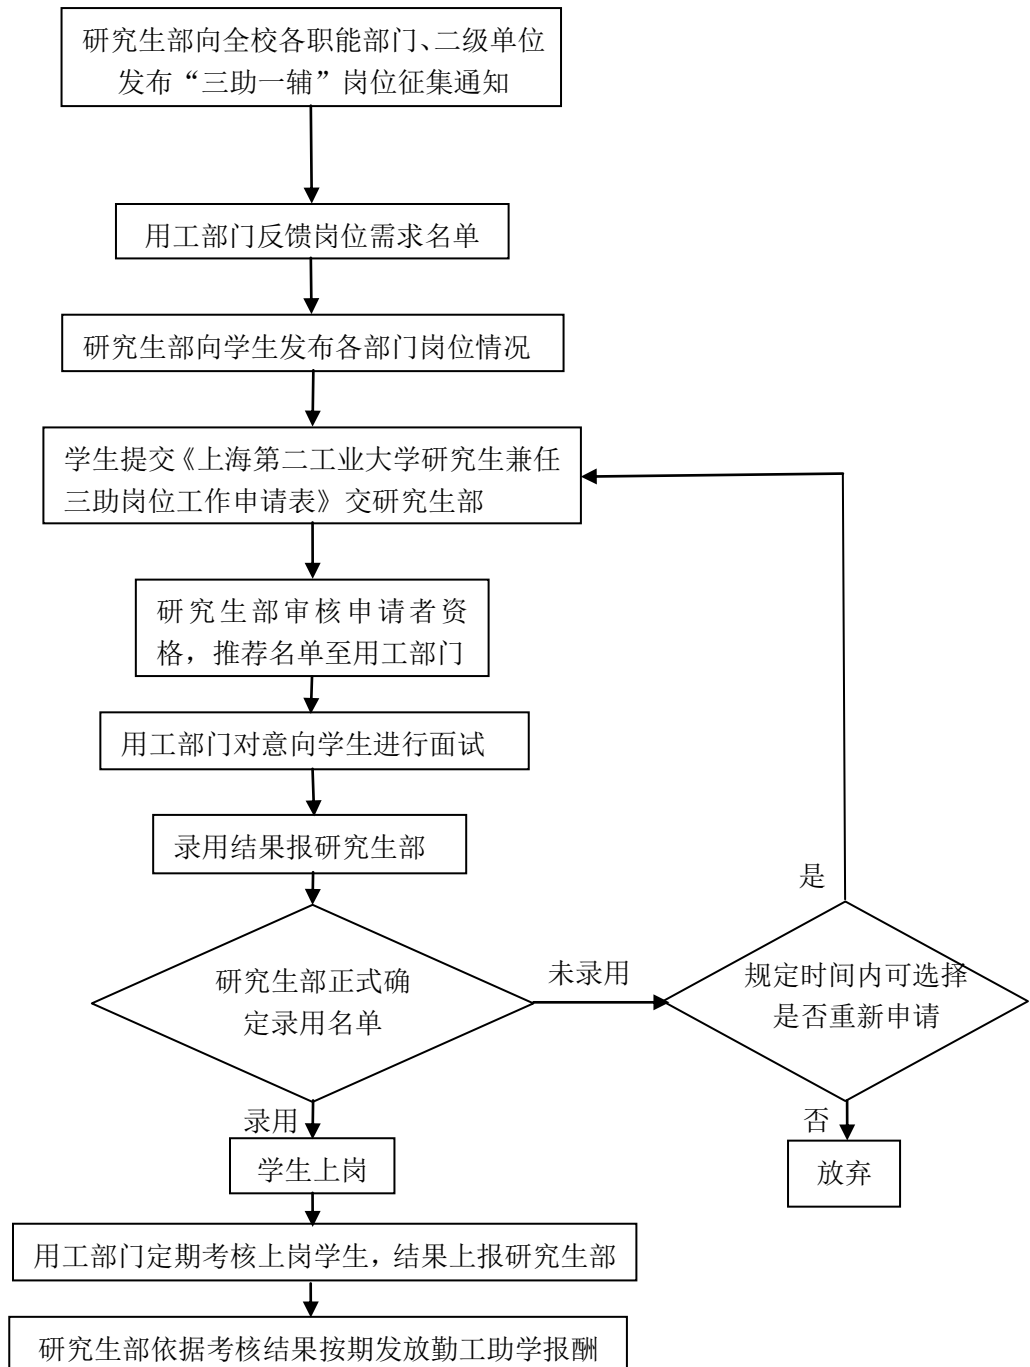 研究生部向全校各职能部门、二级单位
发布“三助一辅”岗位征集通知
用工部门反馈岗位需求名单
研究生部向学生发布各部门岗位情况
学生提交《上海第二工业大学研究生兼任
三助岗位工作申请表》交研究生部
研究生部审核申请者资
格，推荐名单至用工部门
用工部门对意向学生进行面试
录用结果报研究生部
是
研究生部正式确
定录用名单
未录用
规定时间内可选择
是否重新申请
录用
否
学生上岗
放弃
用工部门定期考核上岗学生，结果上报研究生部
研究生部依据考核结果按期发放勤工助学报酬